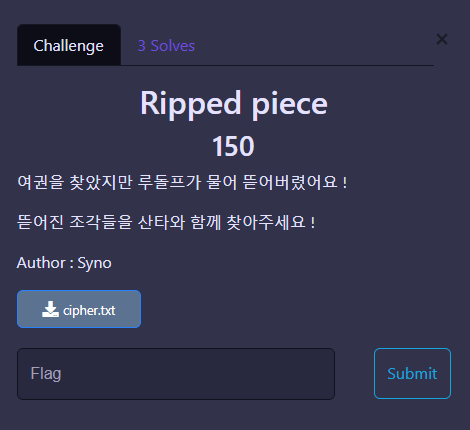 Challenge
3 Solves
×
Ripped piece
150
여권을 찾았지만 루돌프가 물어 뜯어버렸어요 !
뜯어진 조각들을 산타와 함께 찾아주세요 !
Author : Syno
cipher.txt
Flag
Submit